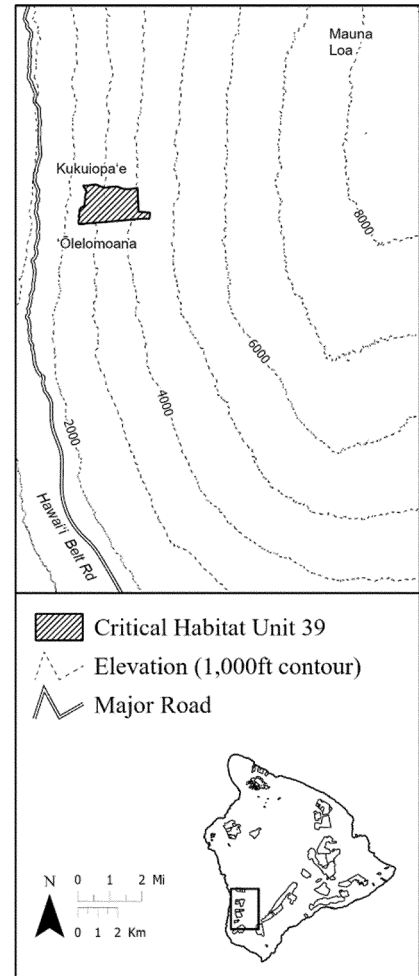 Mauna
Loa
Kukuiopa‘e
‘Ōlelomoana
8000
6000
4000
2000
Hawai‘i Belt Rd
Critical Habitat Unit 39
Elevation (1,000ft contour)
Major Road
N
0 1 2 Mi
0 1 2 Km